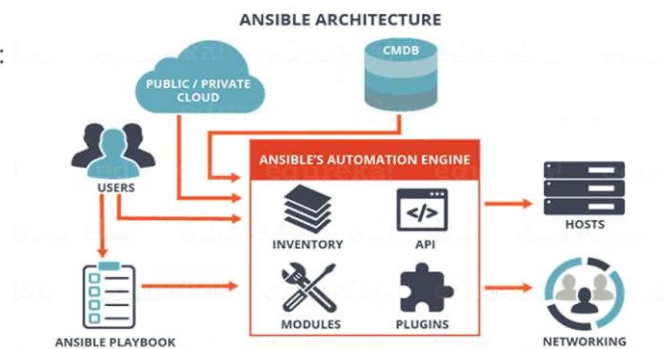 ANSIBLE ARCHITECTURE
:
CMDB
PUBLIC / PRIVATE
CLOUD
ANSIBLE'S AUTOMATION ENGINE
USERS
</>
HOSTS
INVENTORY
API
MODULES
PLUGINS
ANSIBLE PLAYBOOK
NETWORKING